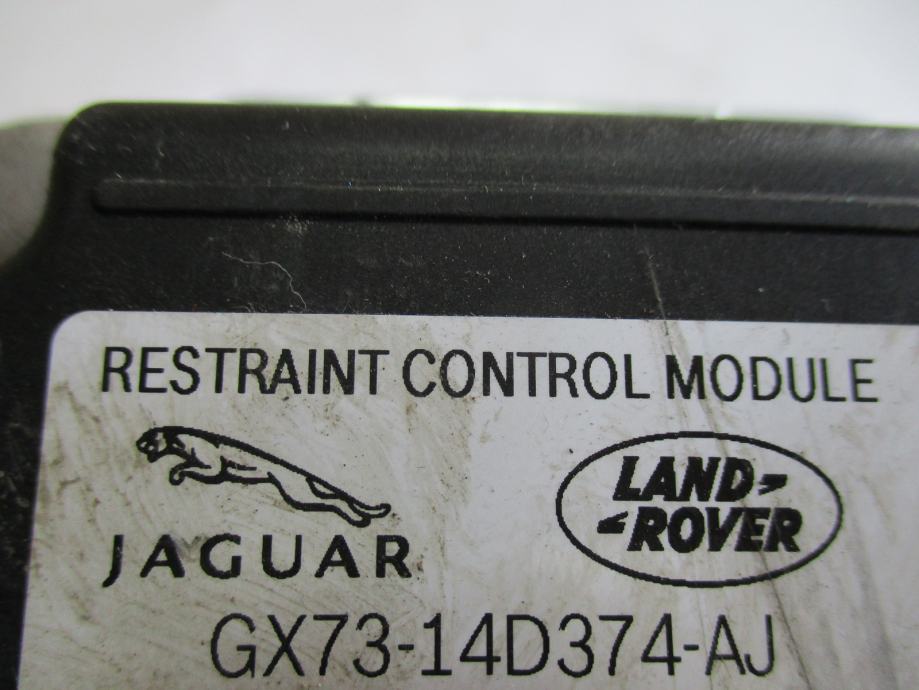 RESTRAINT CONTROL MODULE
JAGUAR
LAND
ROVER
GX73-14D374-AJ